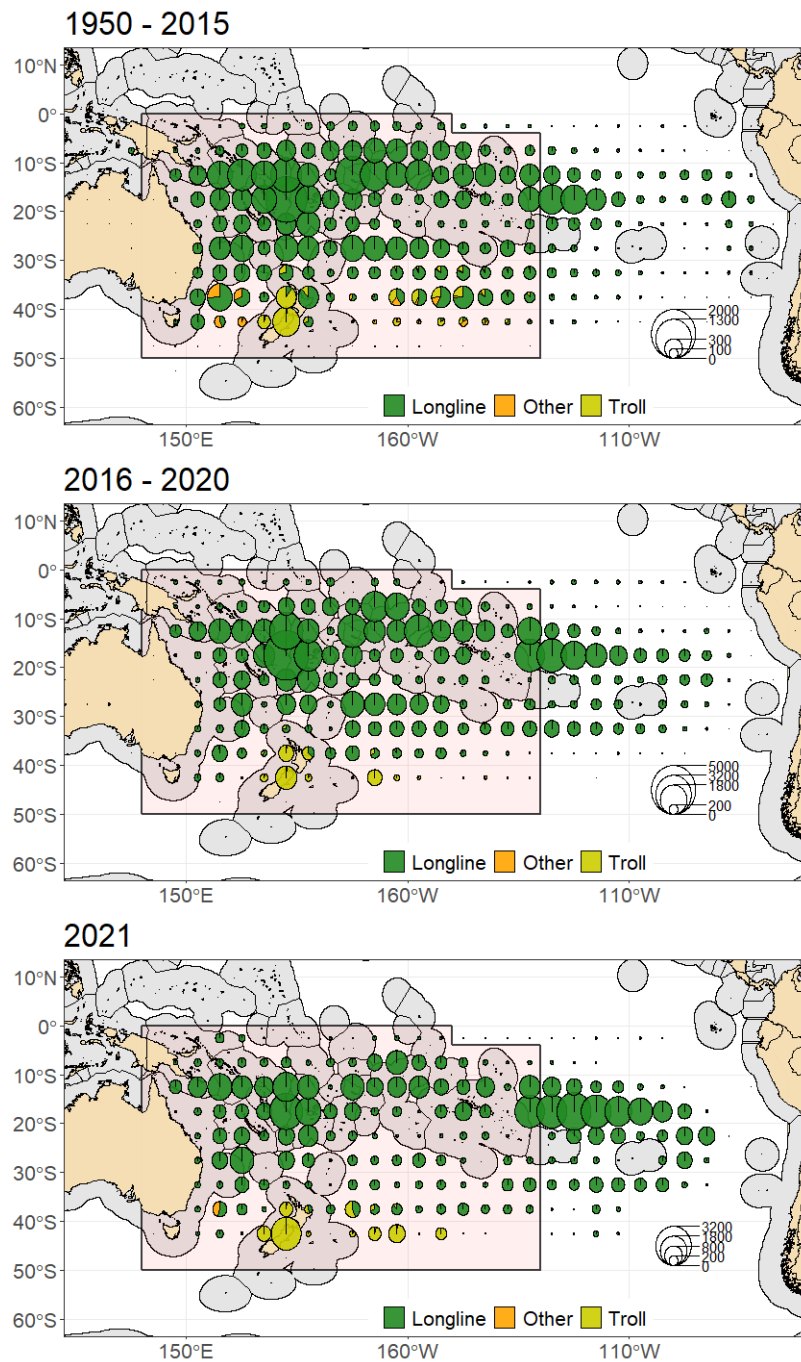 1950 - 2015
10°N
0°
10°S
20°S
30°S
40°S
50°S
60°S
2000
1300
300
100
0
Longline Other Troll
150°E 160°W 110°W
2016 - 2020
10°N
0°
10°S
20°S
30°S
40°S
50°S
60°S
5000
3200
1800
200
0
Longline Other Troll
150°E 160°W 110°W
2021
10°N
0°
10°S
20°S
30°S
40°S
50°S
60°S
3200
1800
800
200
0
Longline Other Troll
150°E 160°W 110°W